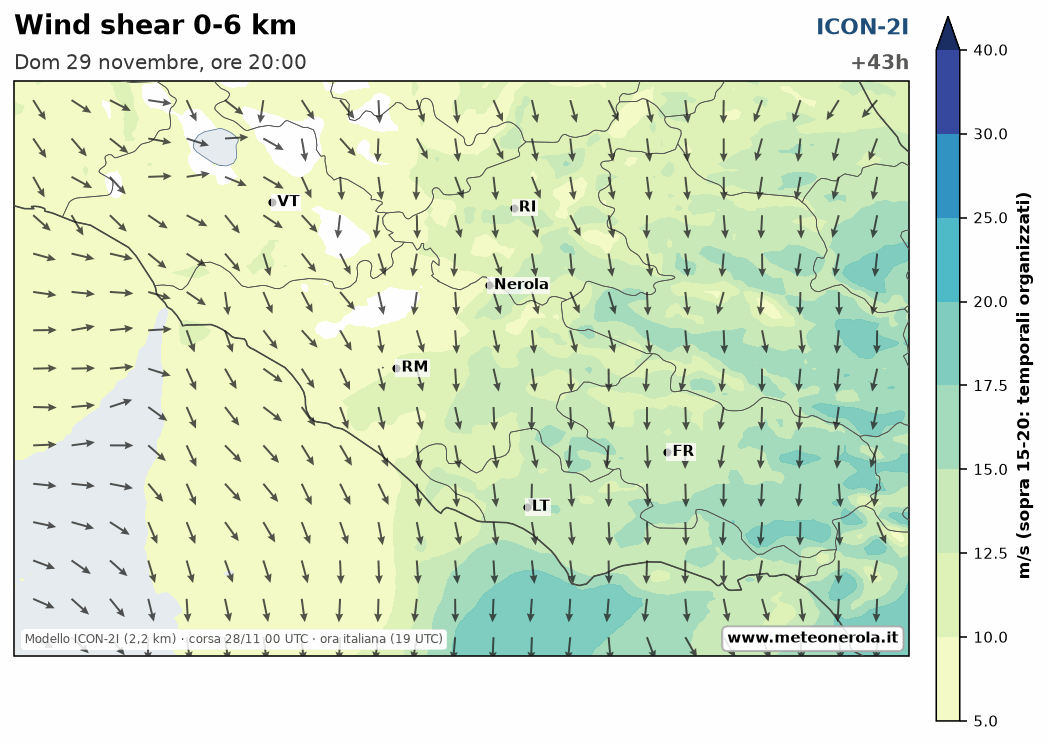 Wind shear 0-6 km
ICON-2I
Dom 29 novembre, ore 20:00
+43h
40.0
30.0
25.0
20.0
17.5
15.0
12.5
10.0
5.0
m/s (sopra 15-20: temporali organizzati)
VT
RI
Nerola
RM
FR
LT
Modello ICON-2I (2,2 km) · corsa 28/11 00 UTC · ora italiana (19 UTC)
www.meteonerola.it